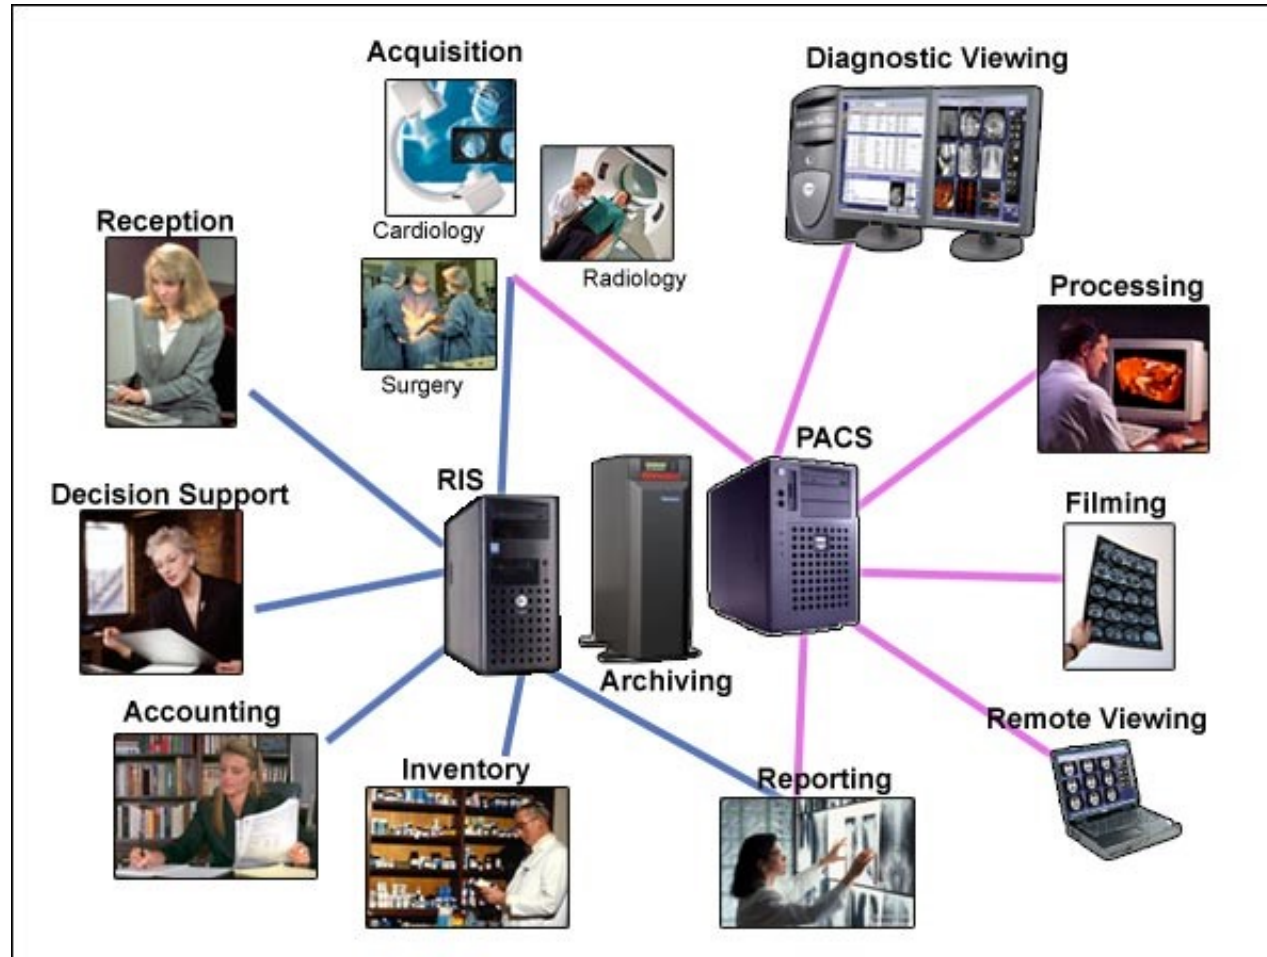 Acquisition
Diagnostic Viewing
Cardiology
Reception
Radiology
Processing
Surgery
PACS
RIS
Decision Support
Filming
Archiving
Accounting
Remote Viewing
Inventory
Reporting